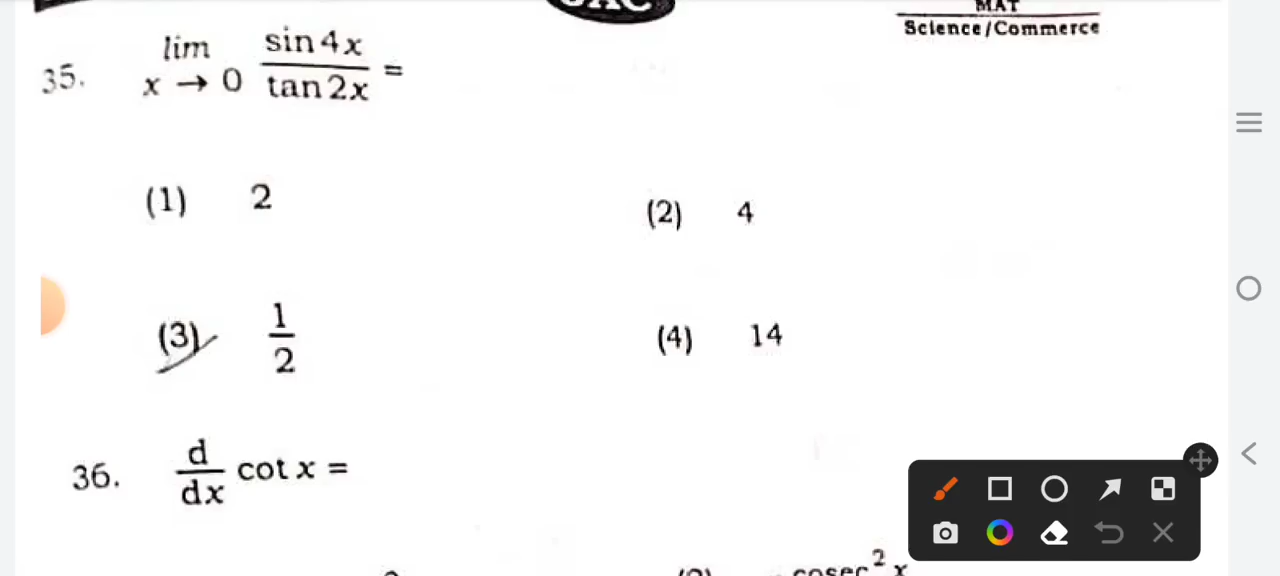 MAT
Science/Commerce
35. lim x → 0 sin 4x / tan 2x =
(1) 2
(2) 4
(3) 1/2
(4) 14
36. d/dx cot x =
cosec² x